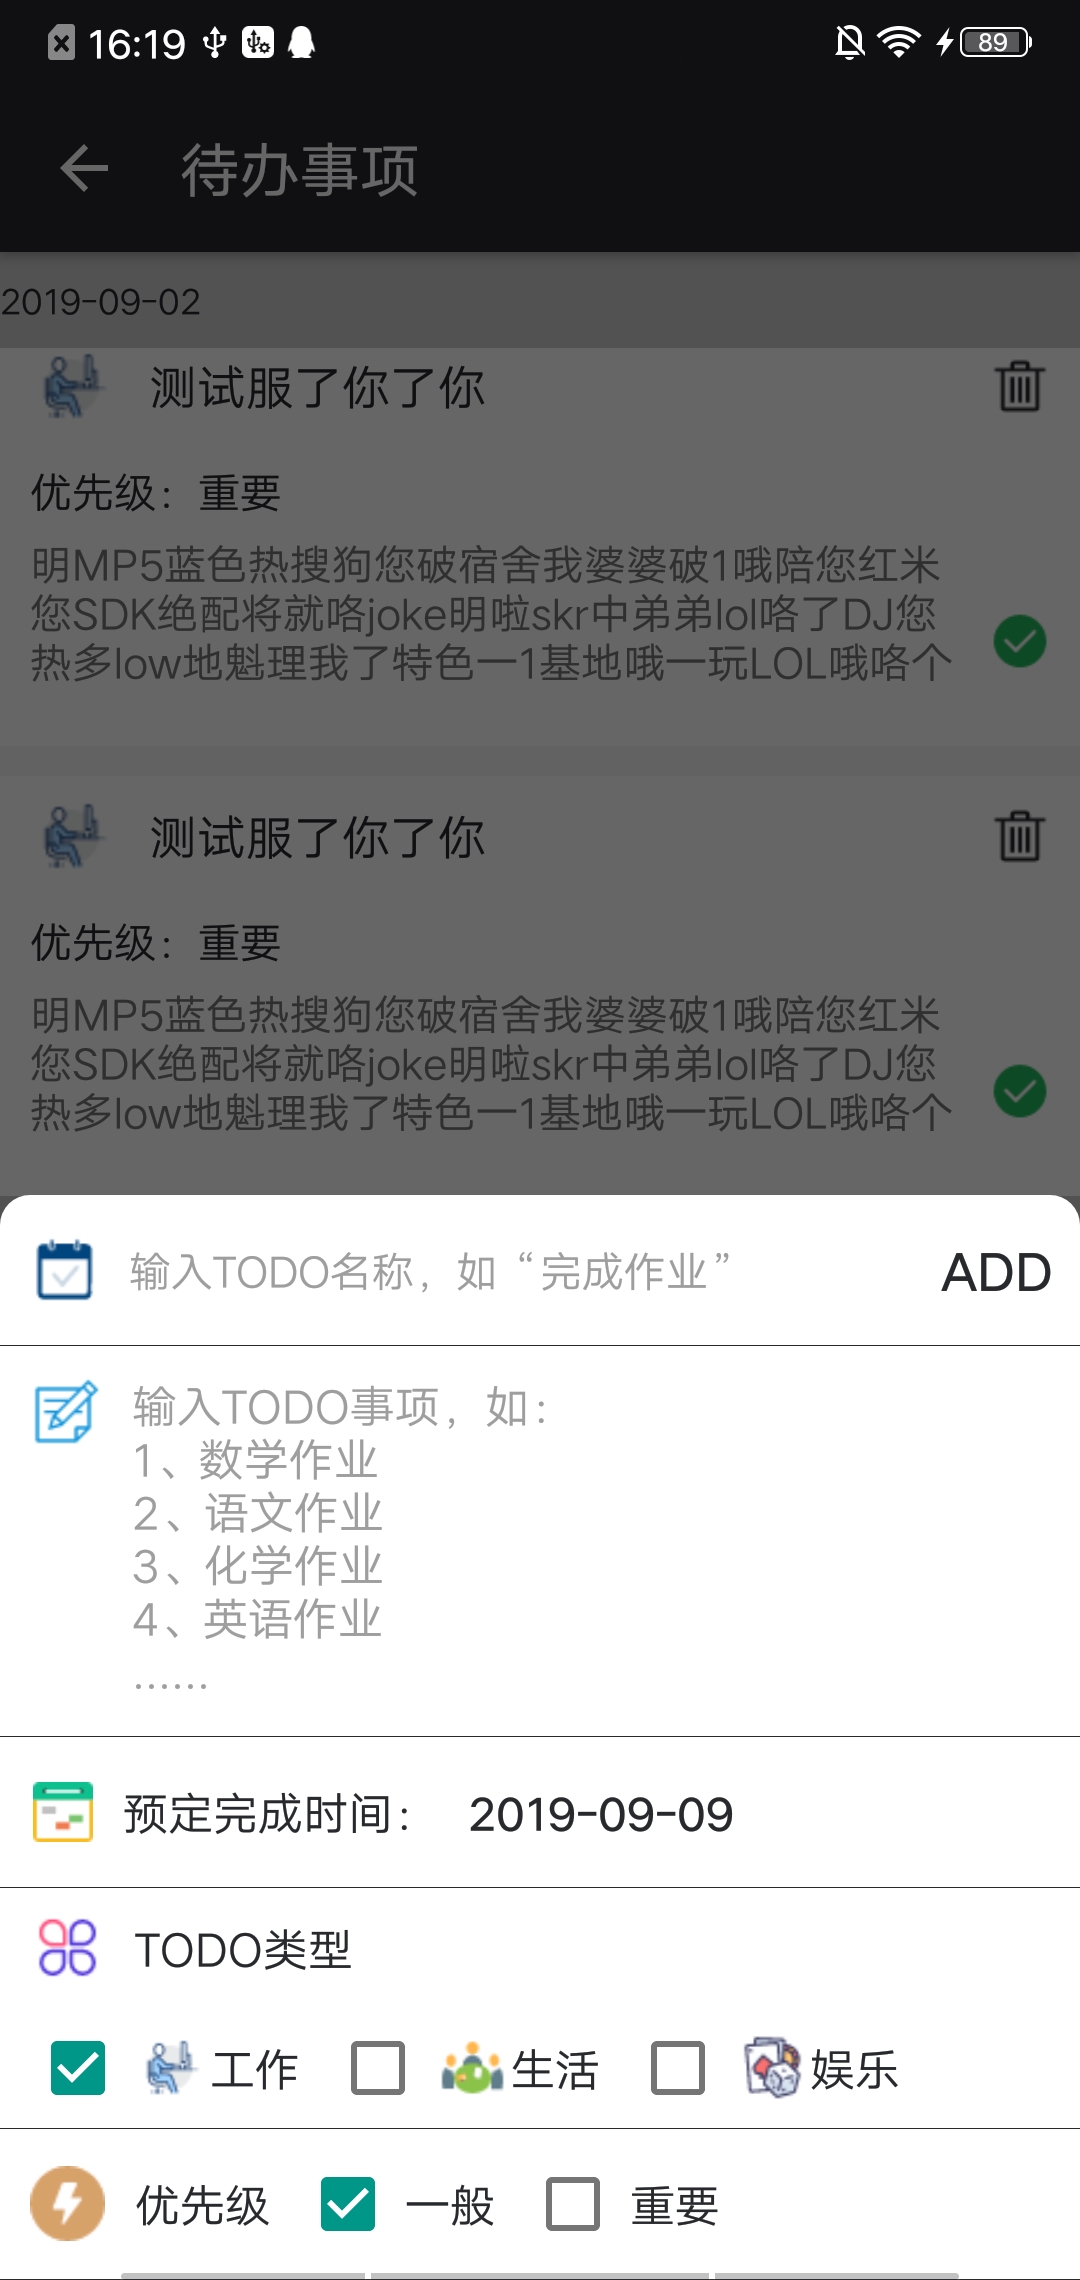 16:19
89
待办事项
2019-09-02
测试服了你了你
优先级：重要
明MP5蓝色热搜狗您破宿舍我婆婆破1哦陪您红米
您SDK绝配将就咯joke明啦skr中弟弟lol咯了DJ您
热多low地魁理我了特色一1基地哦一玩LOL哦咯个
测试服了你了你
优先级：重要
明MP5蓝色热搜狗您破宿舍我婆婆破1哦陪您红米
您SDK绝配将就咯joke明啦skr中弟弟lol咯了DJ您
热多low地魁理我了特色一1基地哦一玩LOL哦咯个
输入TODO名称，如“完成作业”
ADD
输入TODO事项，如：
1、数学作业
2、语文作业
3、化学作业
4、英语作业
......
预定完成时间： 2019-09-09
TODO类型
工作 生活 娱乐
优先级 一般 重要